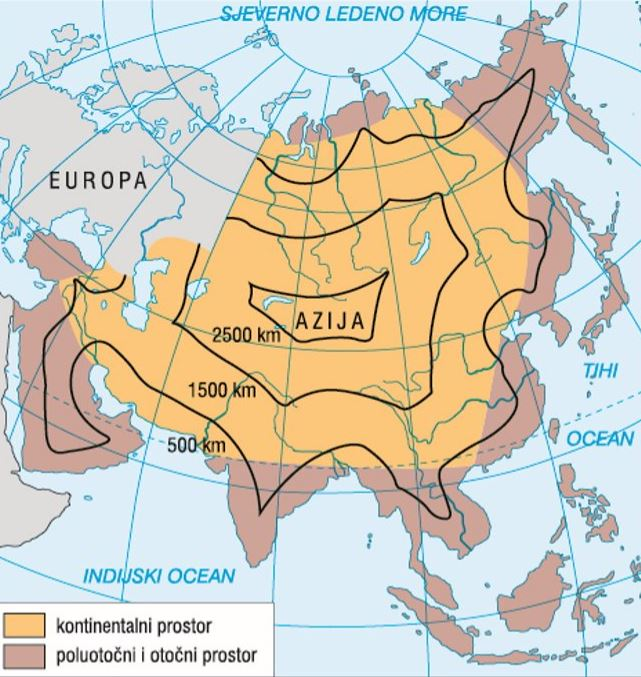 SJEVERNO LEDENO MORE
EUROPA
AZIJA
2500 km
1500 km
500 km
TJHI
OCEAN
INDIJSKI OCEAN
kontinentalni prostor
poluotočni i otočni prostor